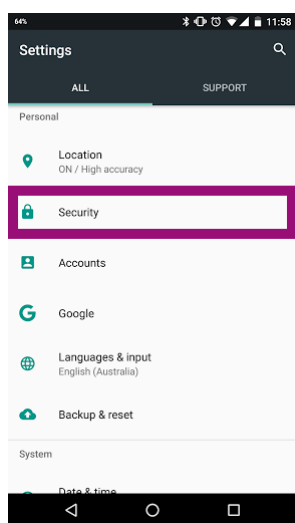 64%
11:58
Settings
ALL
SUPPORT
Personal
Location
ON / High accuracy
Security
Accounts
Google
Languages & input
English (Australia)
Backup & reset
System
Date & time